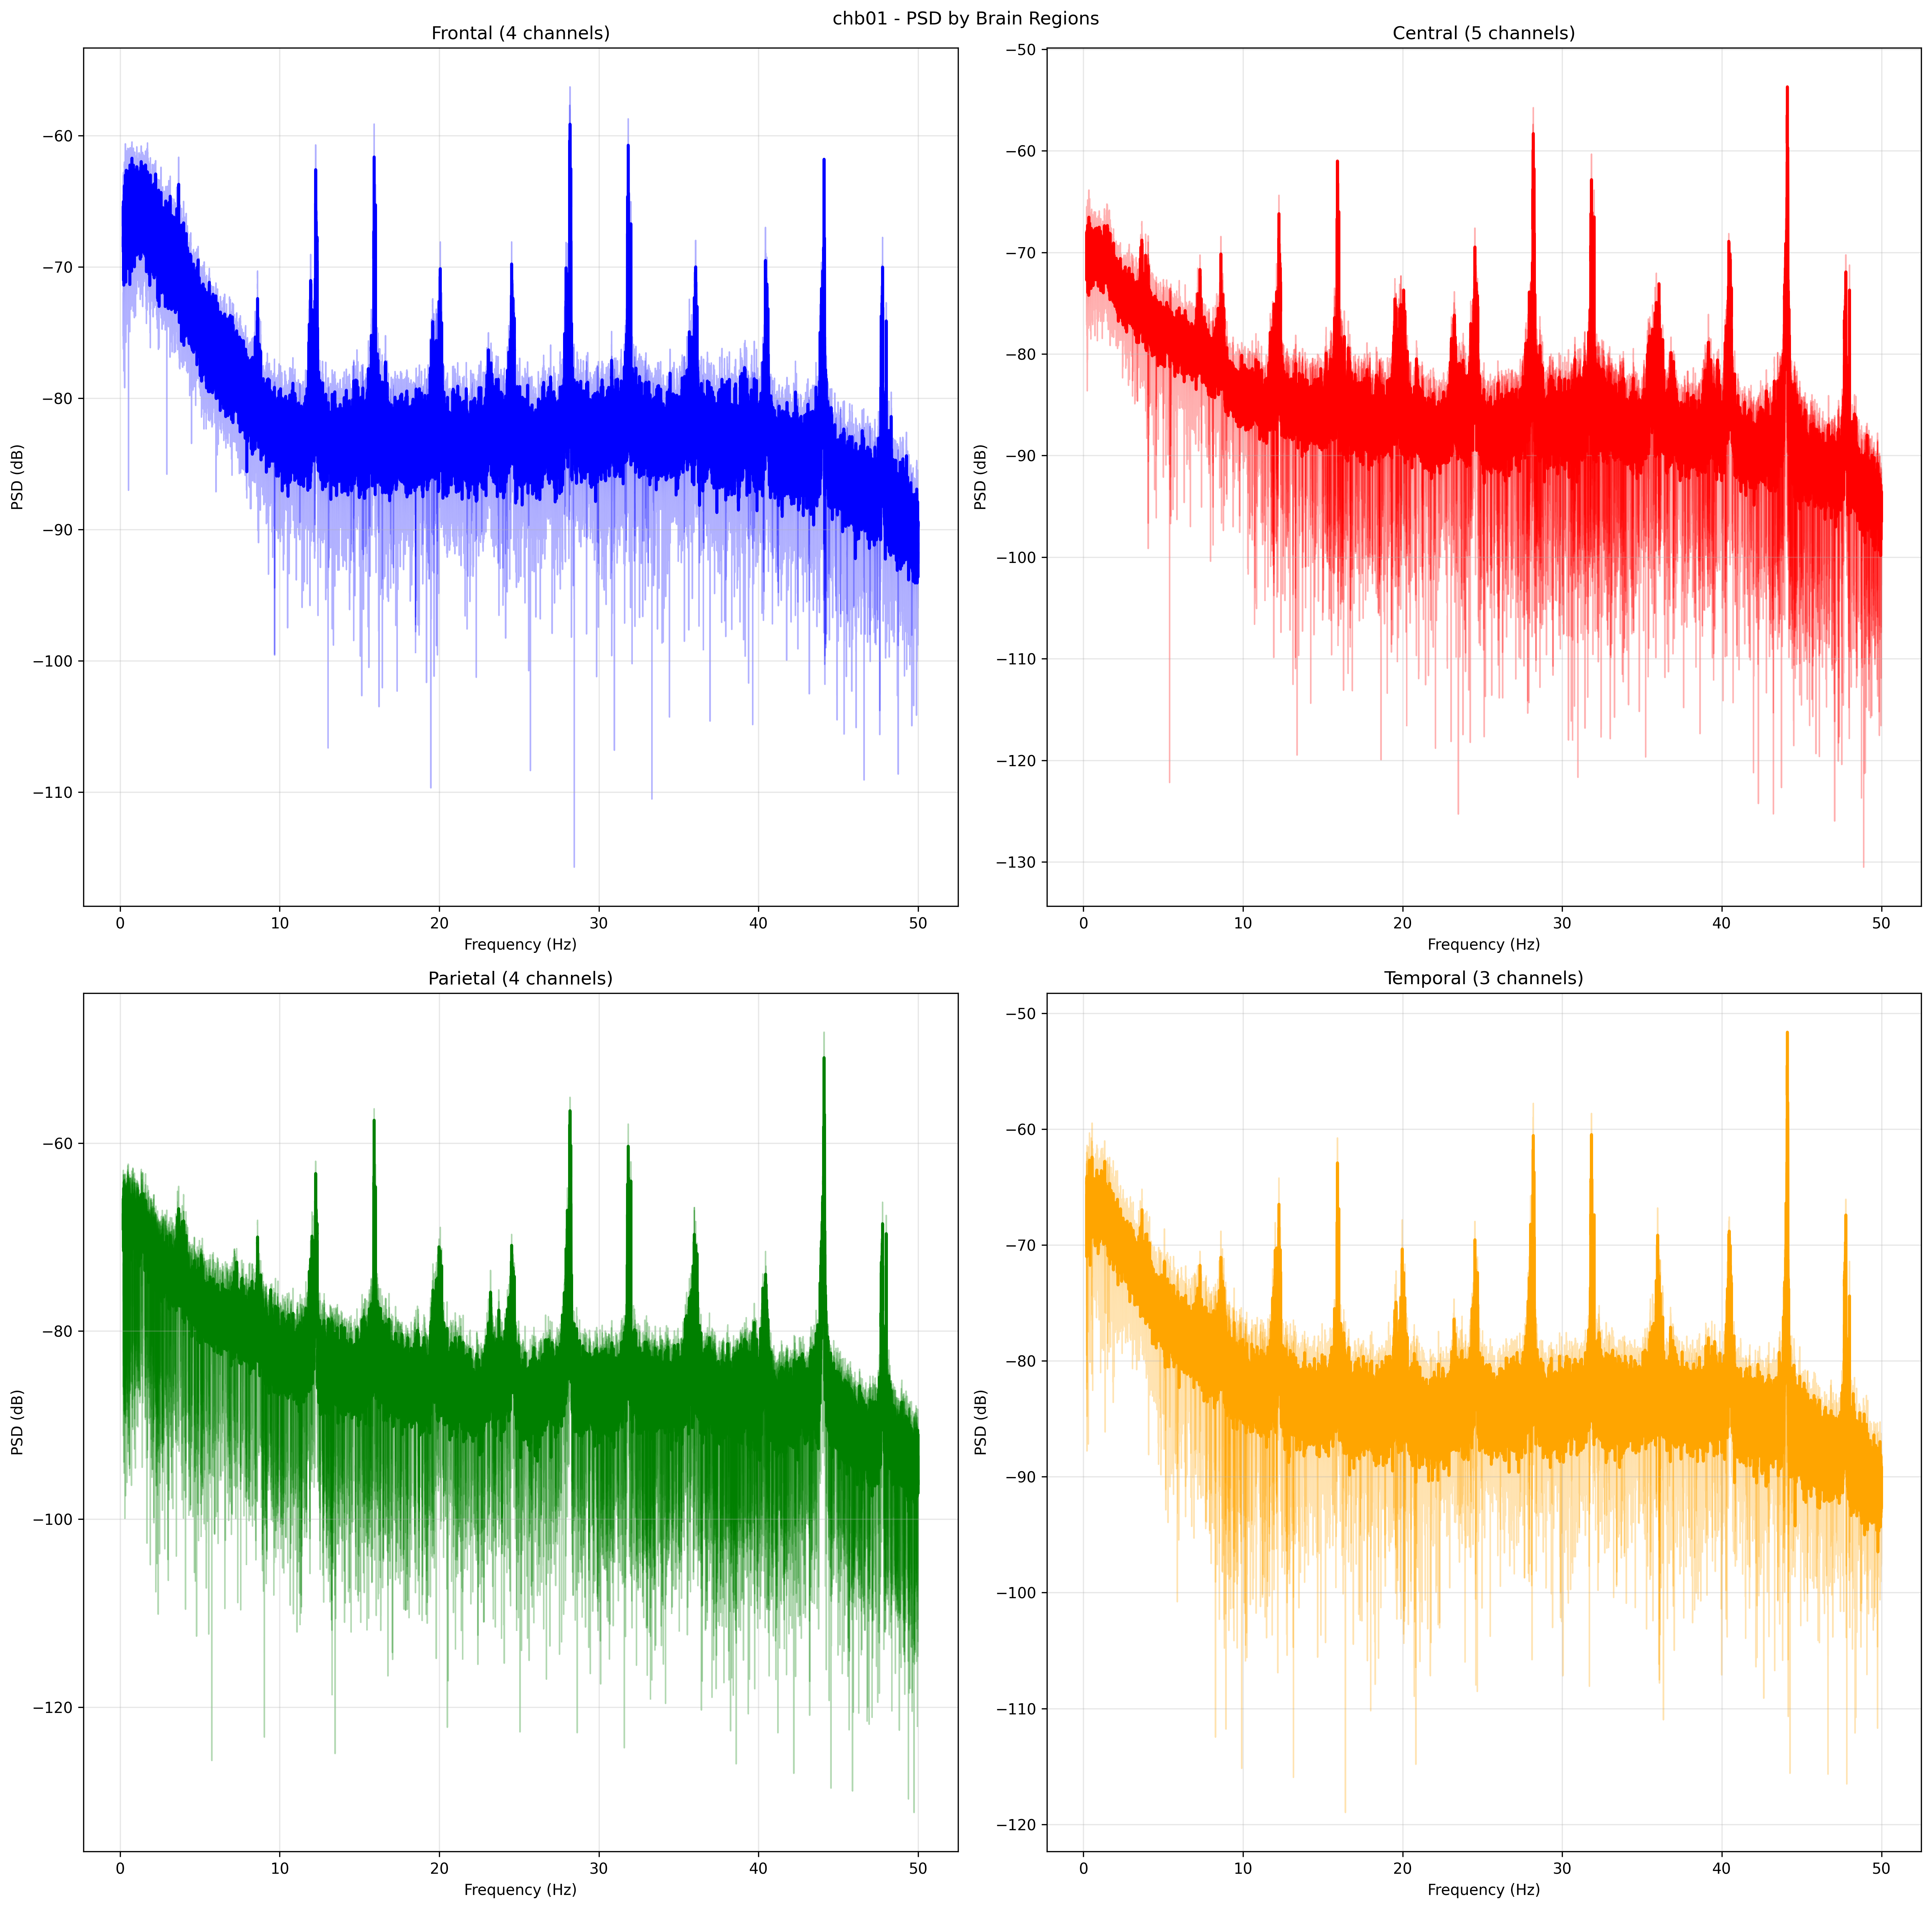 chb01 - PSD by Brain Regions
Frontal (4 channels)
−60
−70
−80
−90
−100
−110
PSD (dB)
0 10 20 30 40 50
Frequency (Hz)
Central (5 channels)
−50
−60
−70
−80
−90
−100
−110
−120
−130
PSD (dB)
0 10 20 30 40 50
Frequency (Hz)
Parietal (4 channels)
−60
−80
−100
−120
PSD (dB)
0 10 20 30 40 50
Frequency (Hz)
Temporal (3 channels)
−50
−60
−70
−80
−90
−100
−110
−120
PSD (dB)
0 10 20 30 40 50
Frequency (Hz)